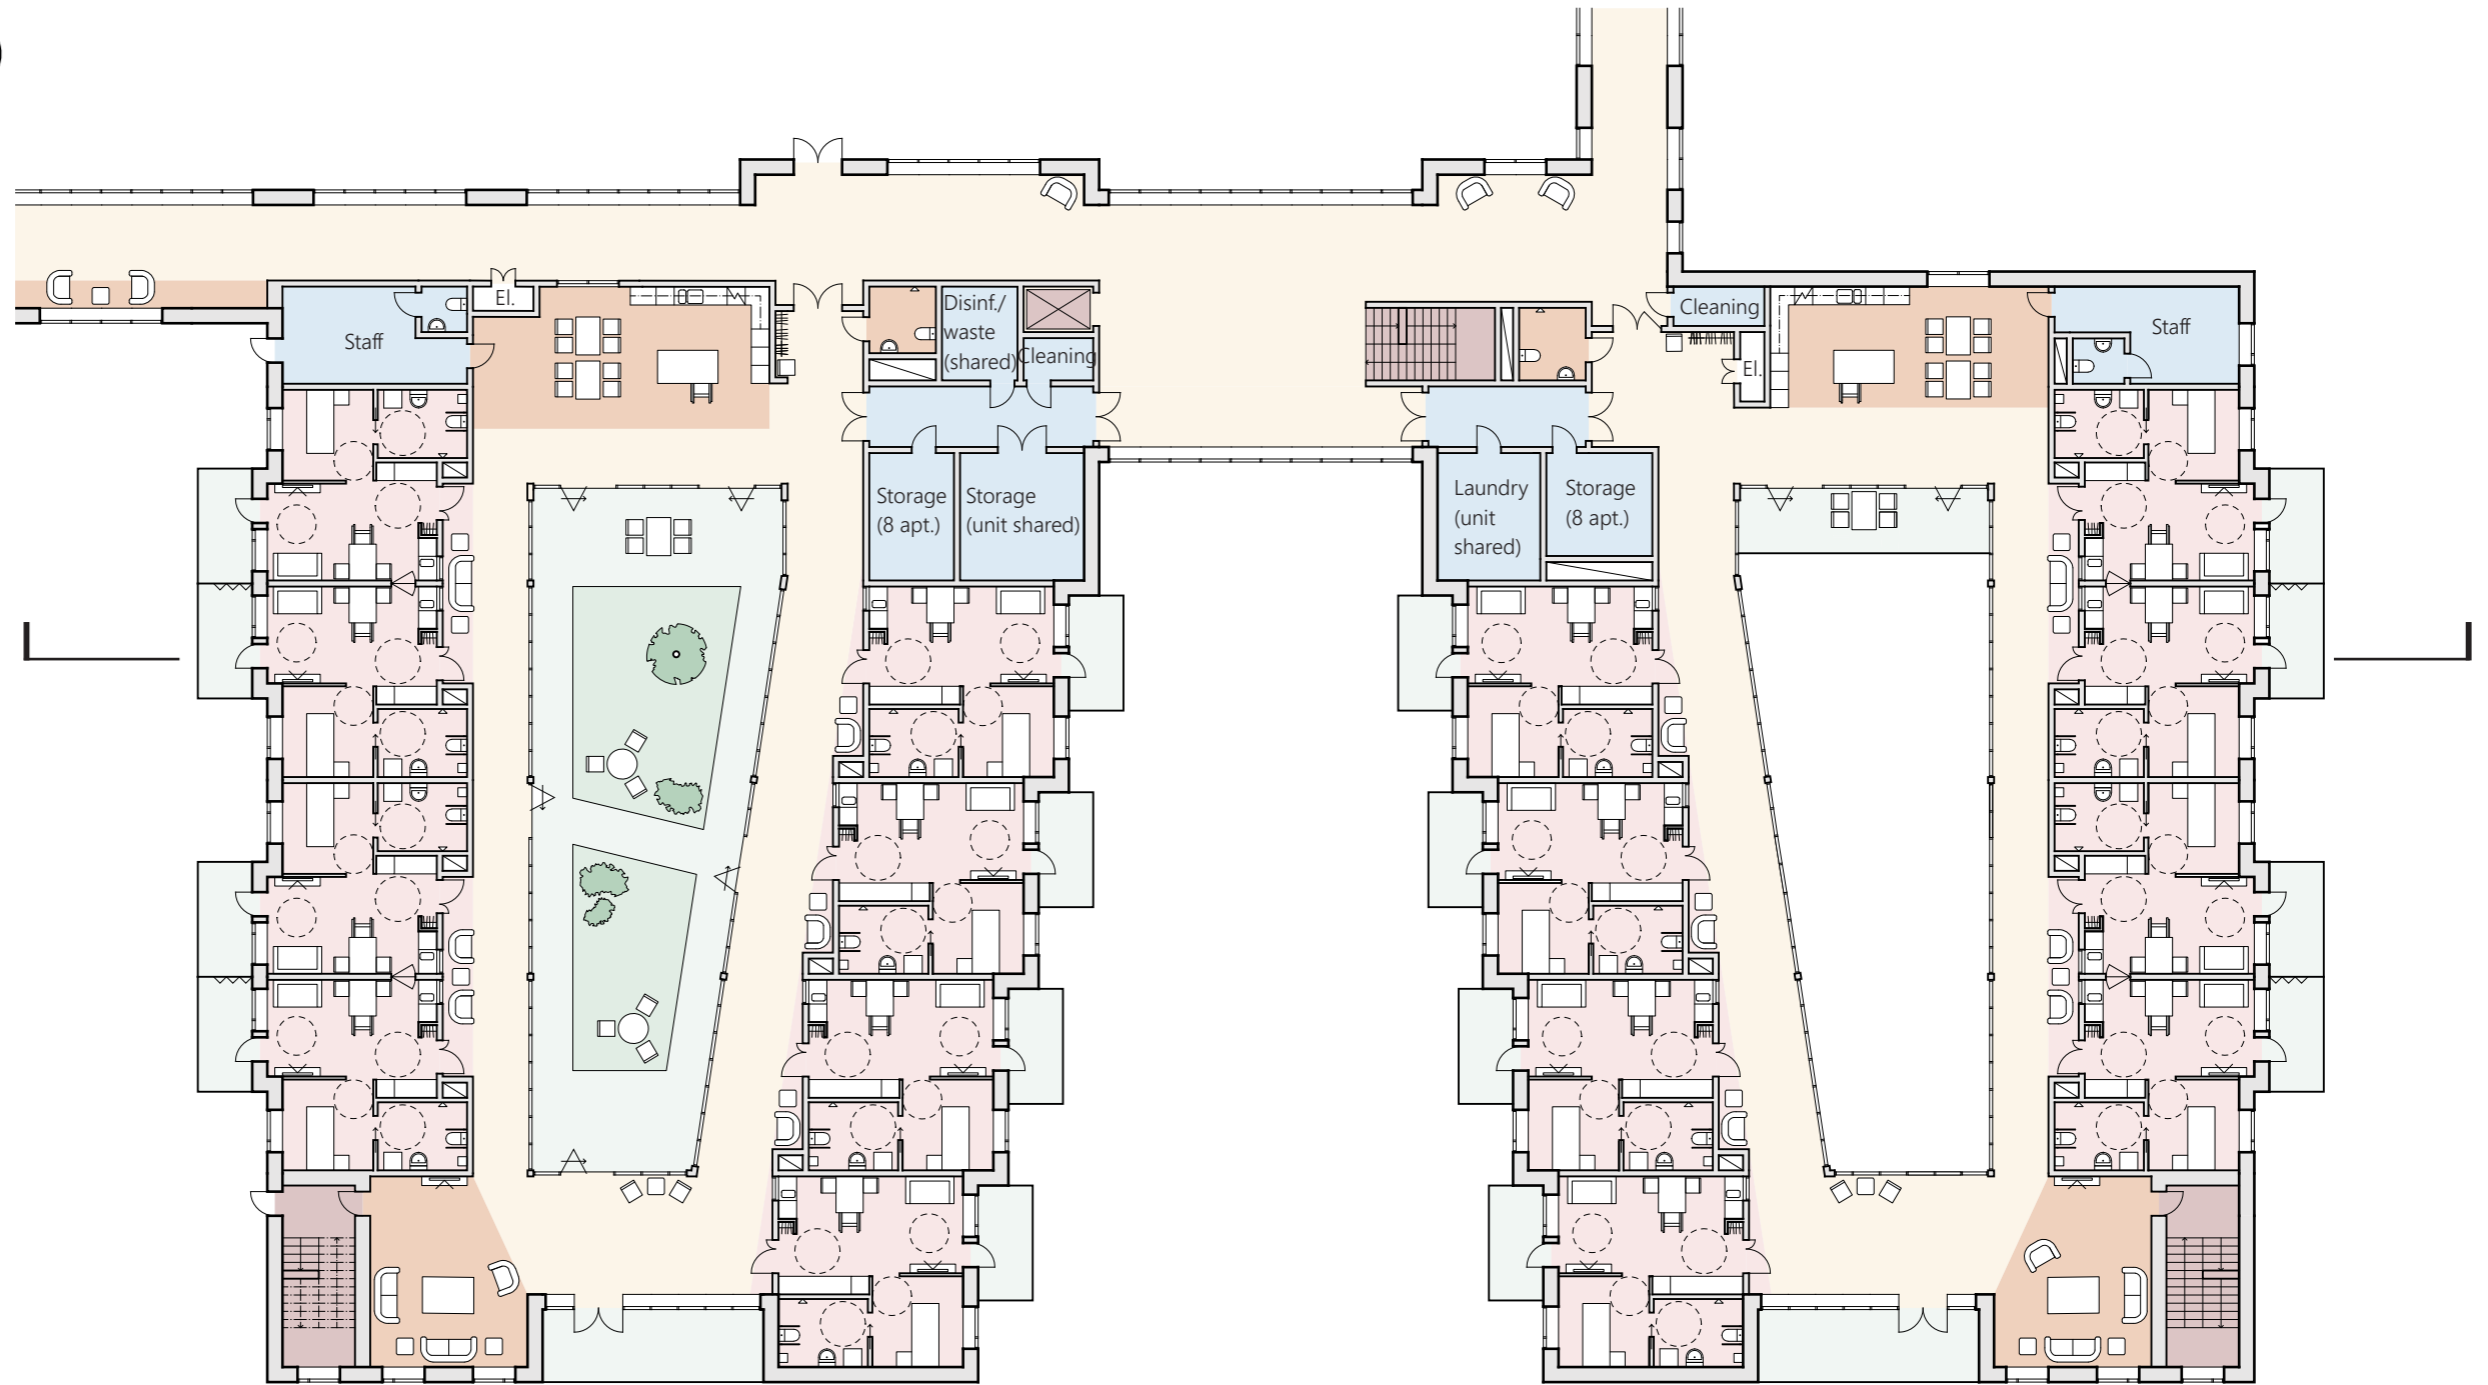 El.
Staff
Disinf./
waste
(shared)
Cleaning
Cleaning
Staff
El.
Storage
(8 apt.)
Storage
(unit shared)
Laundry
(unit
shared)
Storage
(8 apt.)